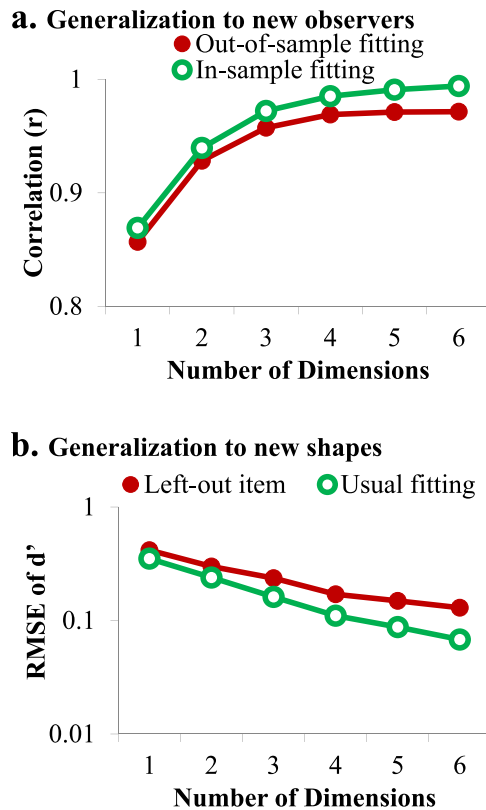 a. Generalization to new observers
Out-of-sample fitting
In-sample fitting
1
0.9
0.8
Correlation (r)
1 2 3 4 5 6
Number of Dimensions
b. Generalization to new shapes
Left-out item Usual fitting
1
0.1
0.01
RMSE of d’
1 2 3 4 5 6
Number of Dimensions